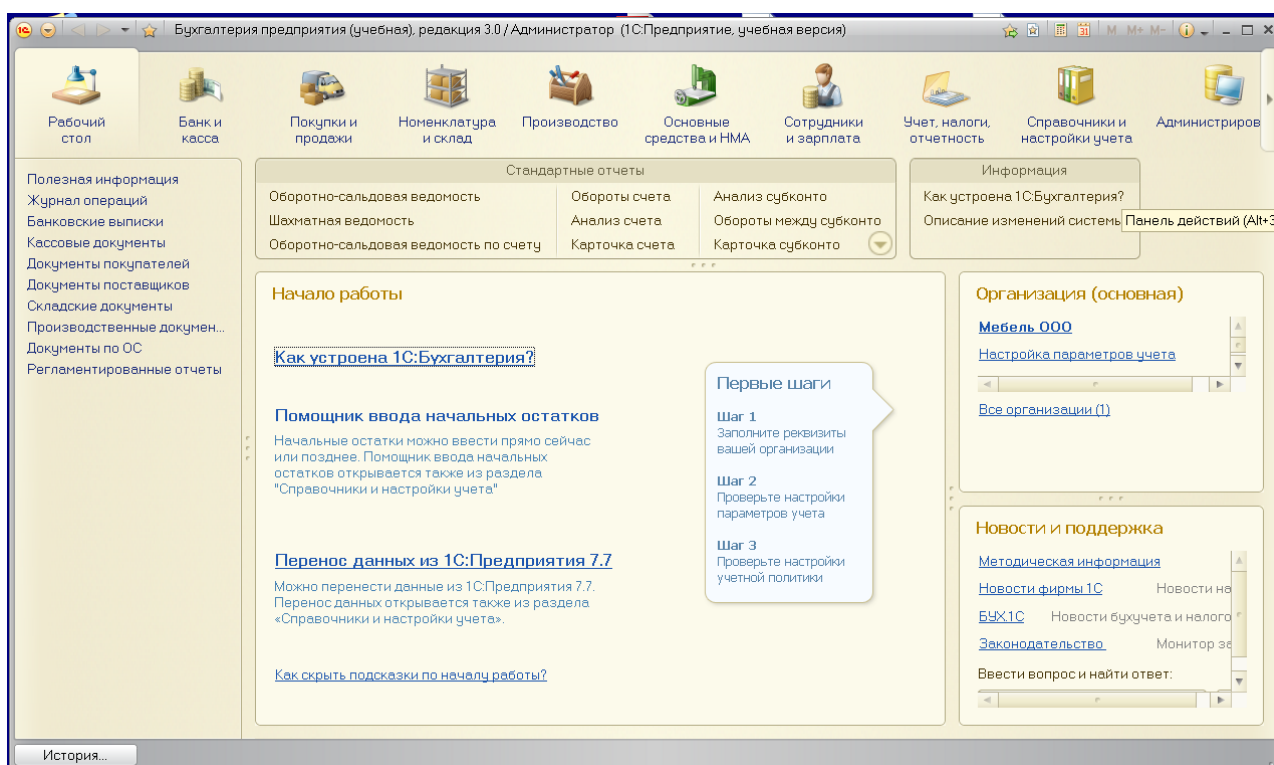 Бухгалтерия предприятия (учебная), редакция 3.0 / Администратор (1С:Предприятие, учебная версия)
M M+ M-
Рабочий стол
Банк и касса
Покупки и продажи
Номенклатура и склад
Производство
Основные средства и НМА
Сотрудники и зарплата
Учет, налоги, отчетность
Справочники и настройки учета
Администриров
Полезная информация
Журнал операций
Банковские выписки
Кассовые документы
Документы покупателей
Документы поставщиков
Складские документы
Производственные докумен...
Документы по ОС
Регламентированные отчеты
Стандартные отчеты
Оборотно-сальдовая ведомость
Шахматная ведомость
Оборотно-сальдовая ведомость по счету
Обороты счета
Анализ счета
Карточка счета
Анализ субконто
Обороты между субконто
Карточка субконто
Информация
Как устроена 1С:Бухгалтерия?
Описание изменений системы
Панель действий (Alt+3
Начало работы
Как устроена 1С:Бухгалтерия?
Помощник ввода начальных остатков
Начальные остатки можно ввести прямо сейчас
или позднее. Помощник ввода начальных
остатков открывается также из раздела
"Справочники и настройки учета"
Перенос данных из 1С:Предприятия 7.7
Можно перенести данные из 1С:Предприятия 7.7.
Перенос данных открывается также из раздела
«Справочники и настройки учета».
Как скрыть подсказки по началу работы?
Первые шаги
Шаг 1
Заполните реквизиты
вашей организации
Шаг 2
Проверьте настройки
параметров учета
Шаг 3
Проверьте настройки
учетной политики
Организация (основная)
Мебель ООО
Настройка параметров учета
Все организации (1)
Новости и поддержка
Методическая информация
Новости фирмы 1С Новости на
БУХ.1С Новости бухучета и налого
Законодательство Монитор за
Ввести вопрос и найти ответ:
История...